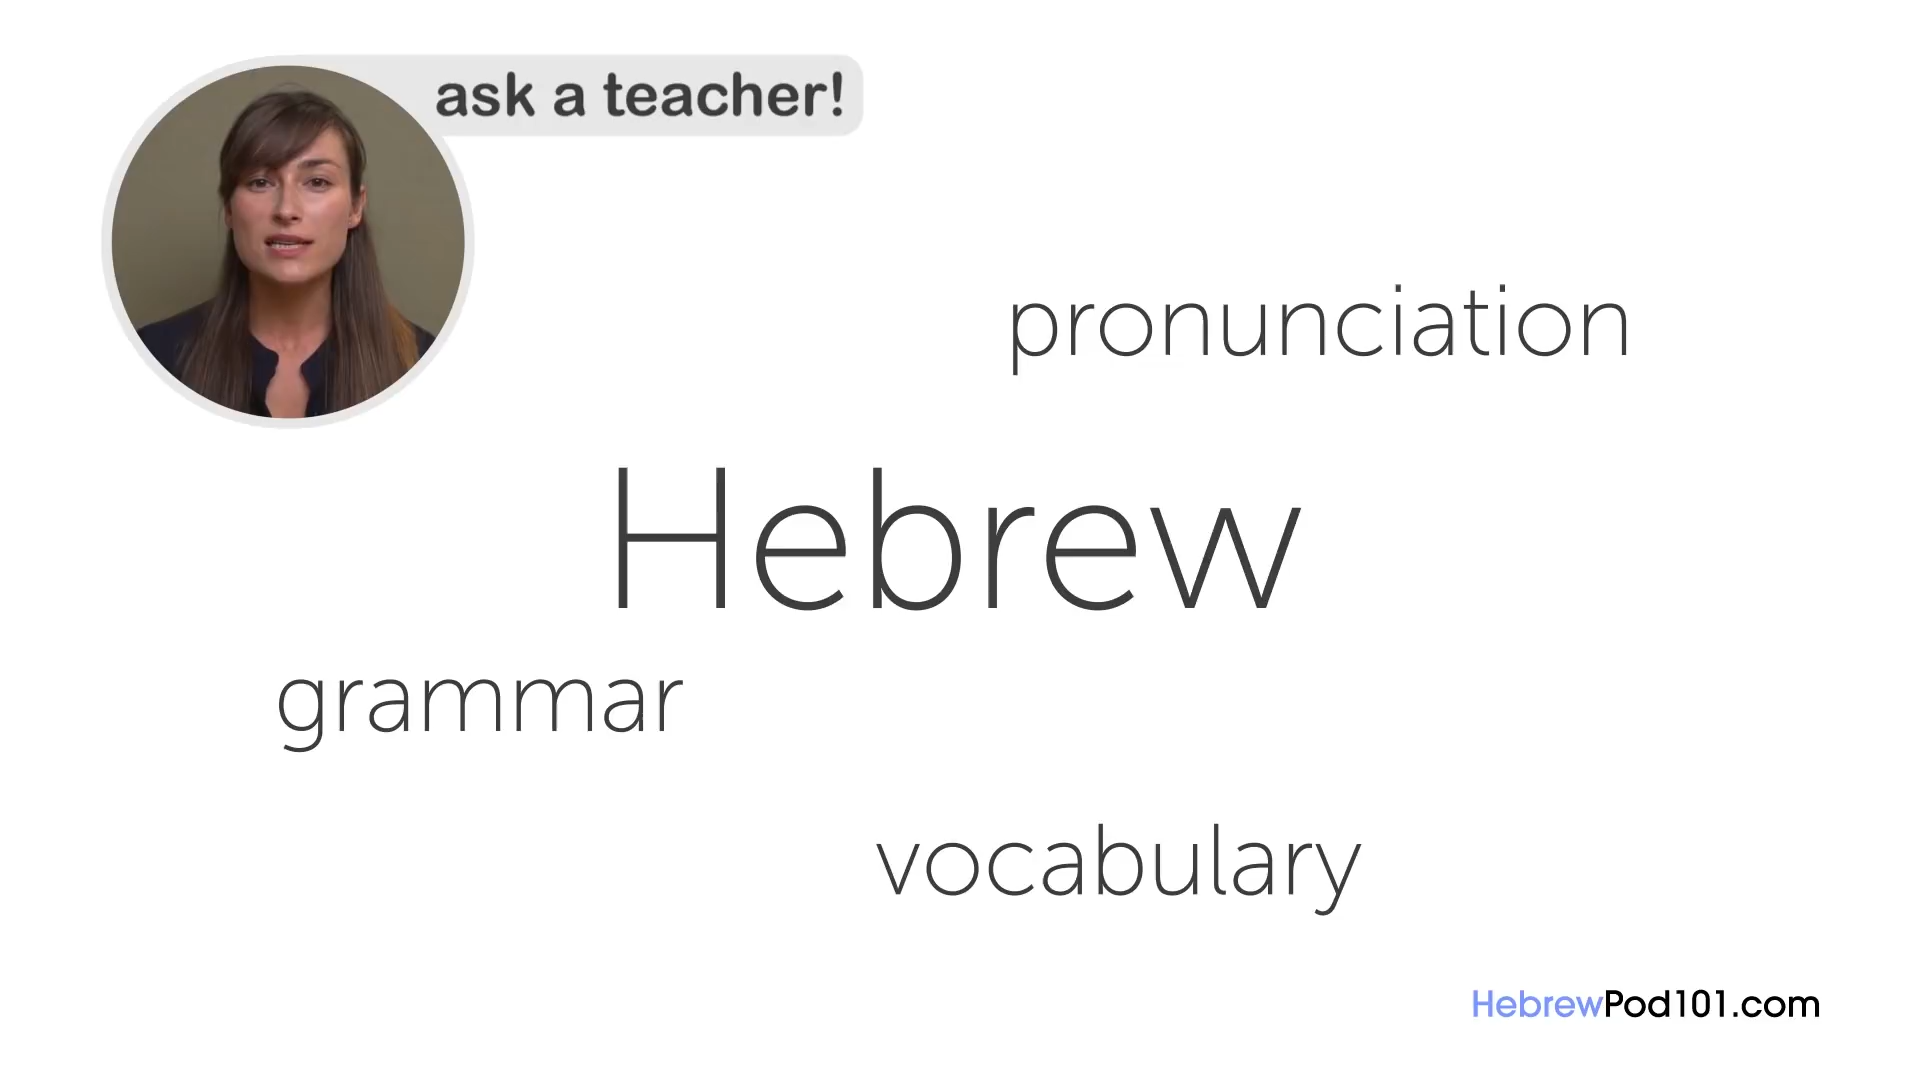 ask a teacher!
pronunciation
Hebrew
grammar
vocabulary
HebrewPod101.com